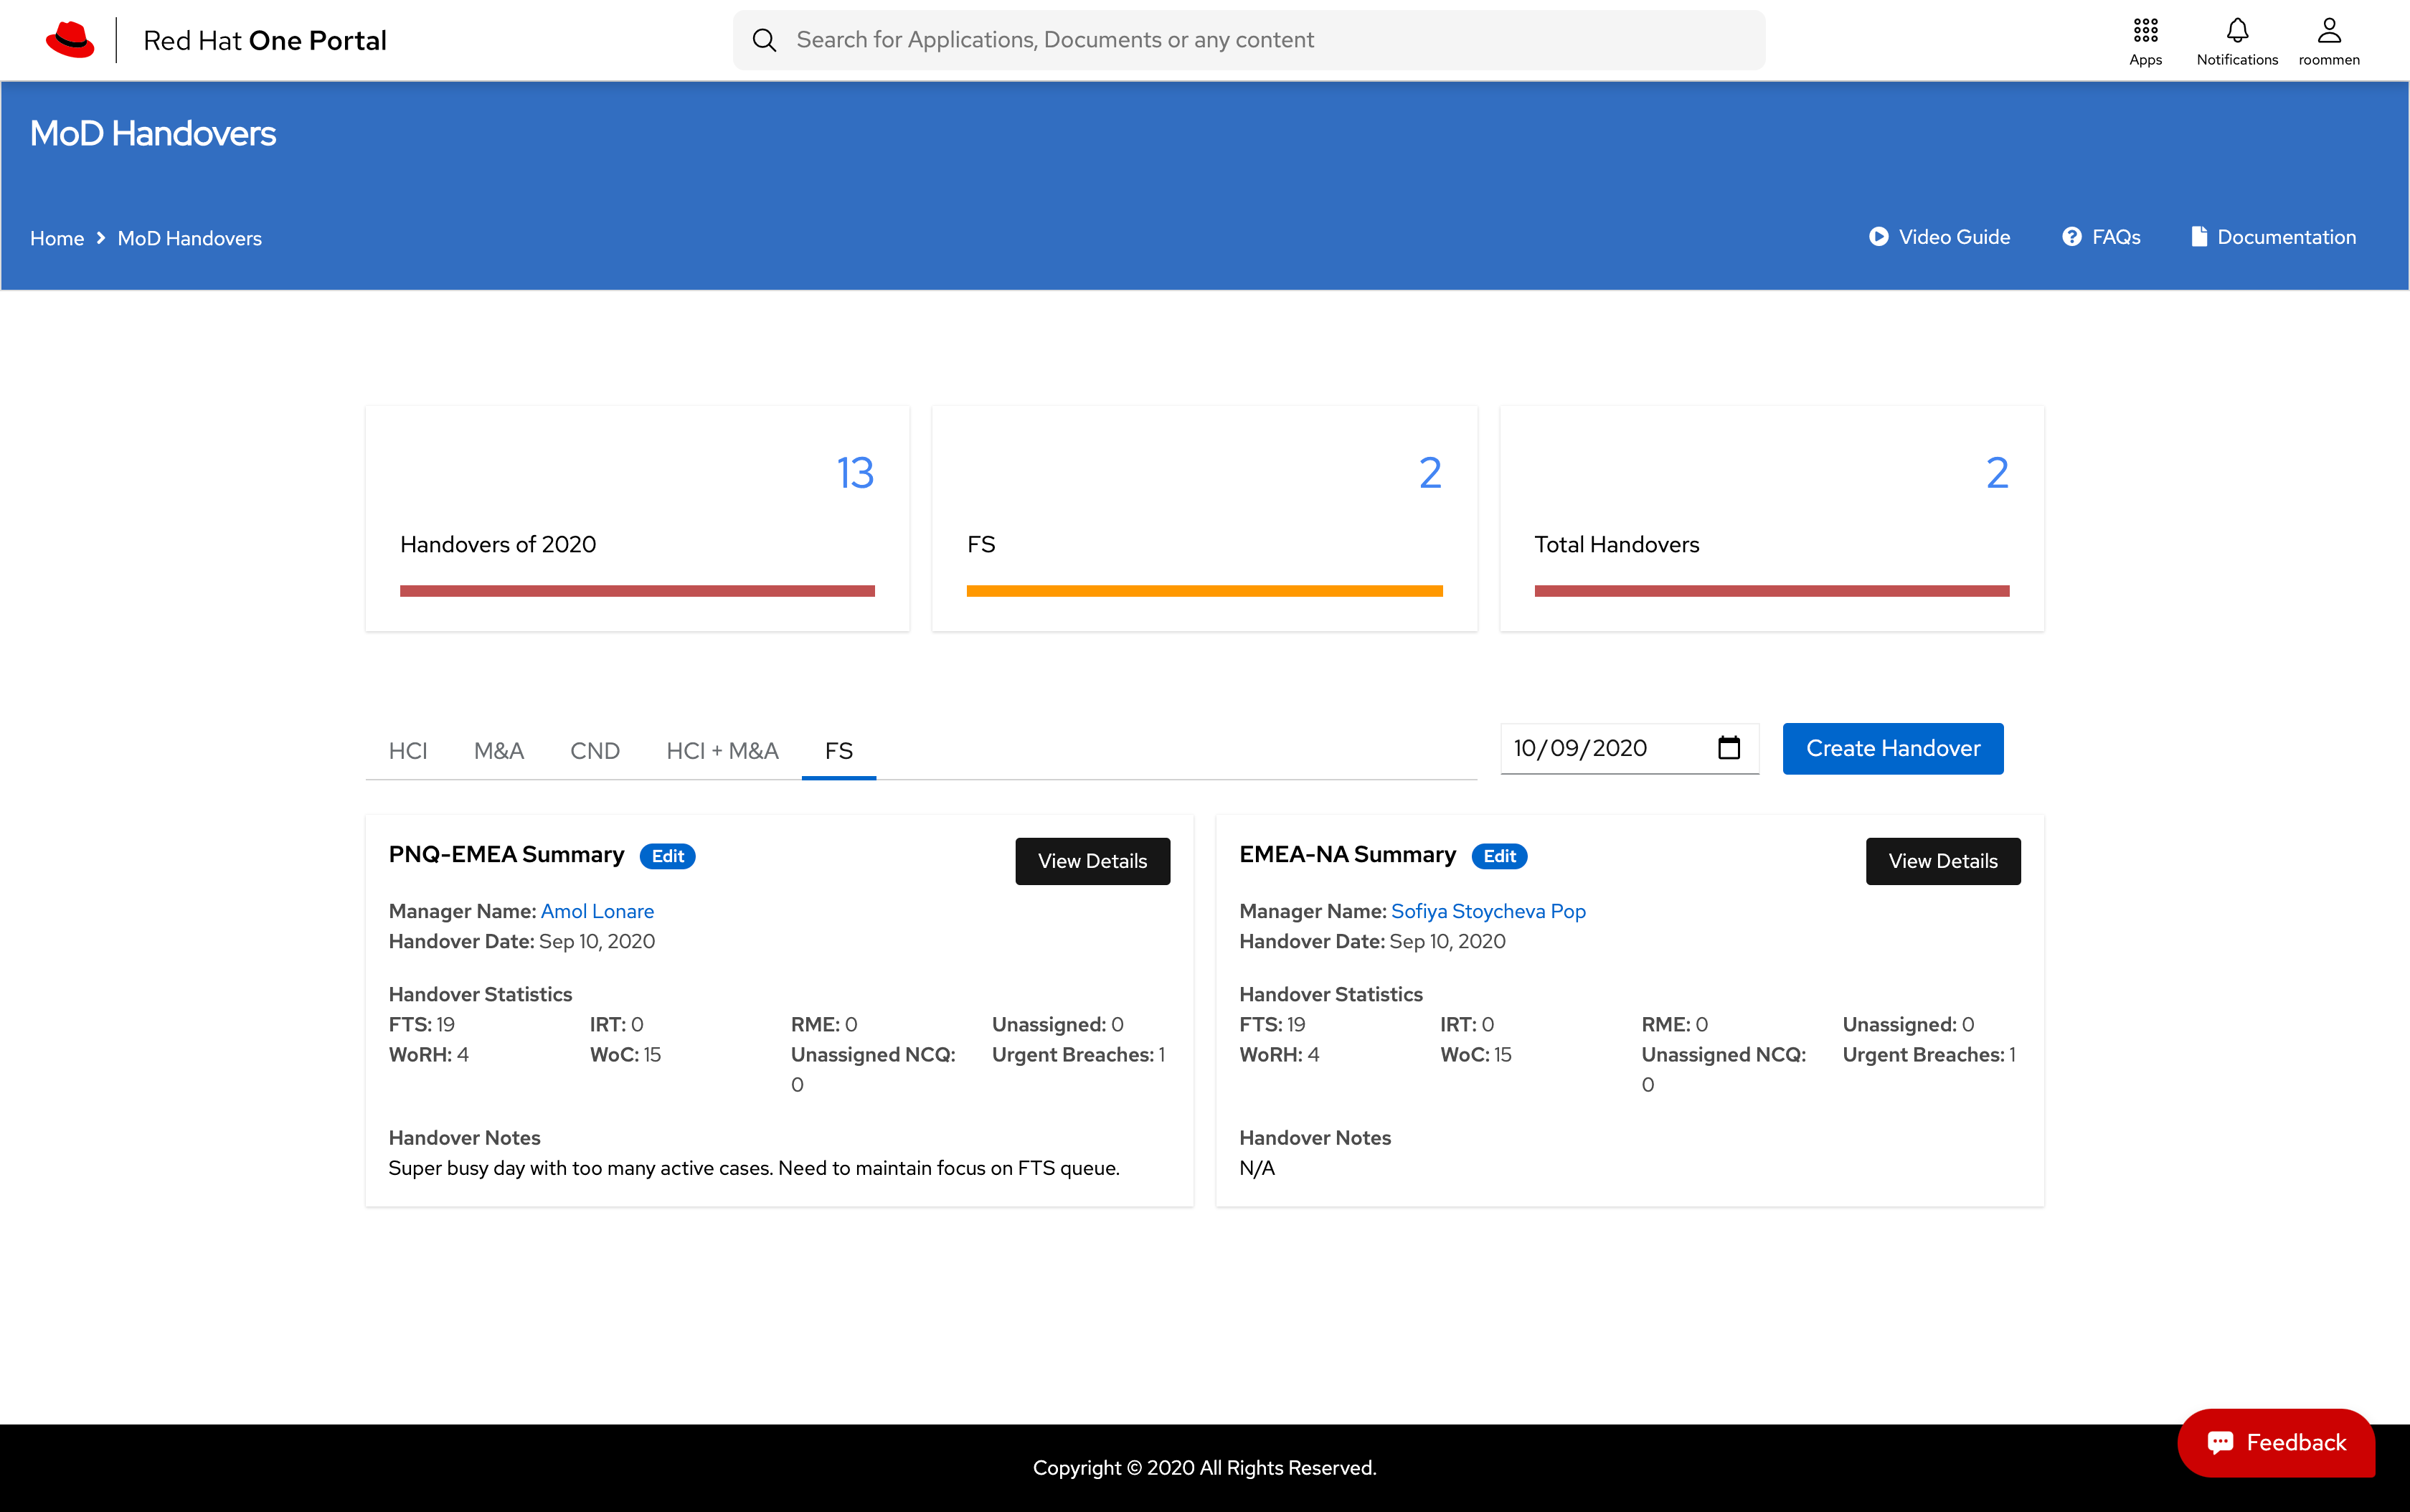 Red Hat One Portal
Search for Applications, Documents or any content
Apps
Notifications
roommen
MoD Handovers
Home
MoD Handovers
Video Guide
FAQs
Documentation
13
Handovers of 2020
2
FS
2
Total Handovers
HCI
M&A
CND
HCI + M&A
FS
10/09/2020
Create Handover
PNQ-EMEA Summary
Edit
View Details
Manager Name: Amol Lonare
Handover Date: Sep 10, 2020
Handover Statistics
FTS: 19
IRT: 0
RME: 0
Unassigned: 0
WoRH: 4
WoC: 15
Unassigned NCQ:
0
Urgent Breaches: 1
Handover Notes
Super busy day with too many active cases. Need to maintain focus on FTS queue.
EMEA-NA Summary
Edit
View Details
Manager Name: Sofiya Stoycheva Pop
Handover Date: Sep 10, 2020
Handover Statistics
FTS: 19
IRT: 0
RME: 0
Unassigned: 0
WoRH: 4
WoC: 15
Unassigned NCQ:
0
Urgent Breaches: 1
Handover Notes
N/A
Feedback
Copyright © 2020 All Rights Reserved.